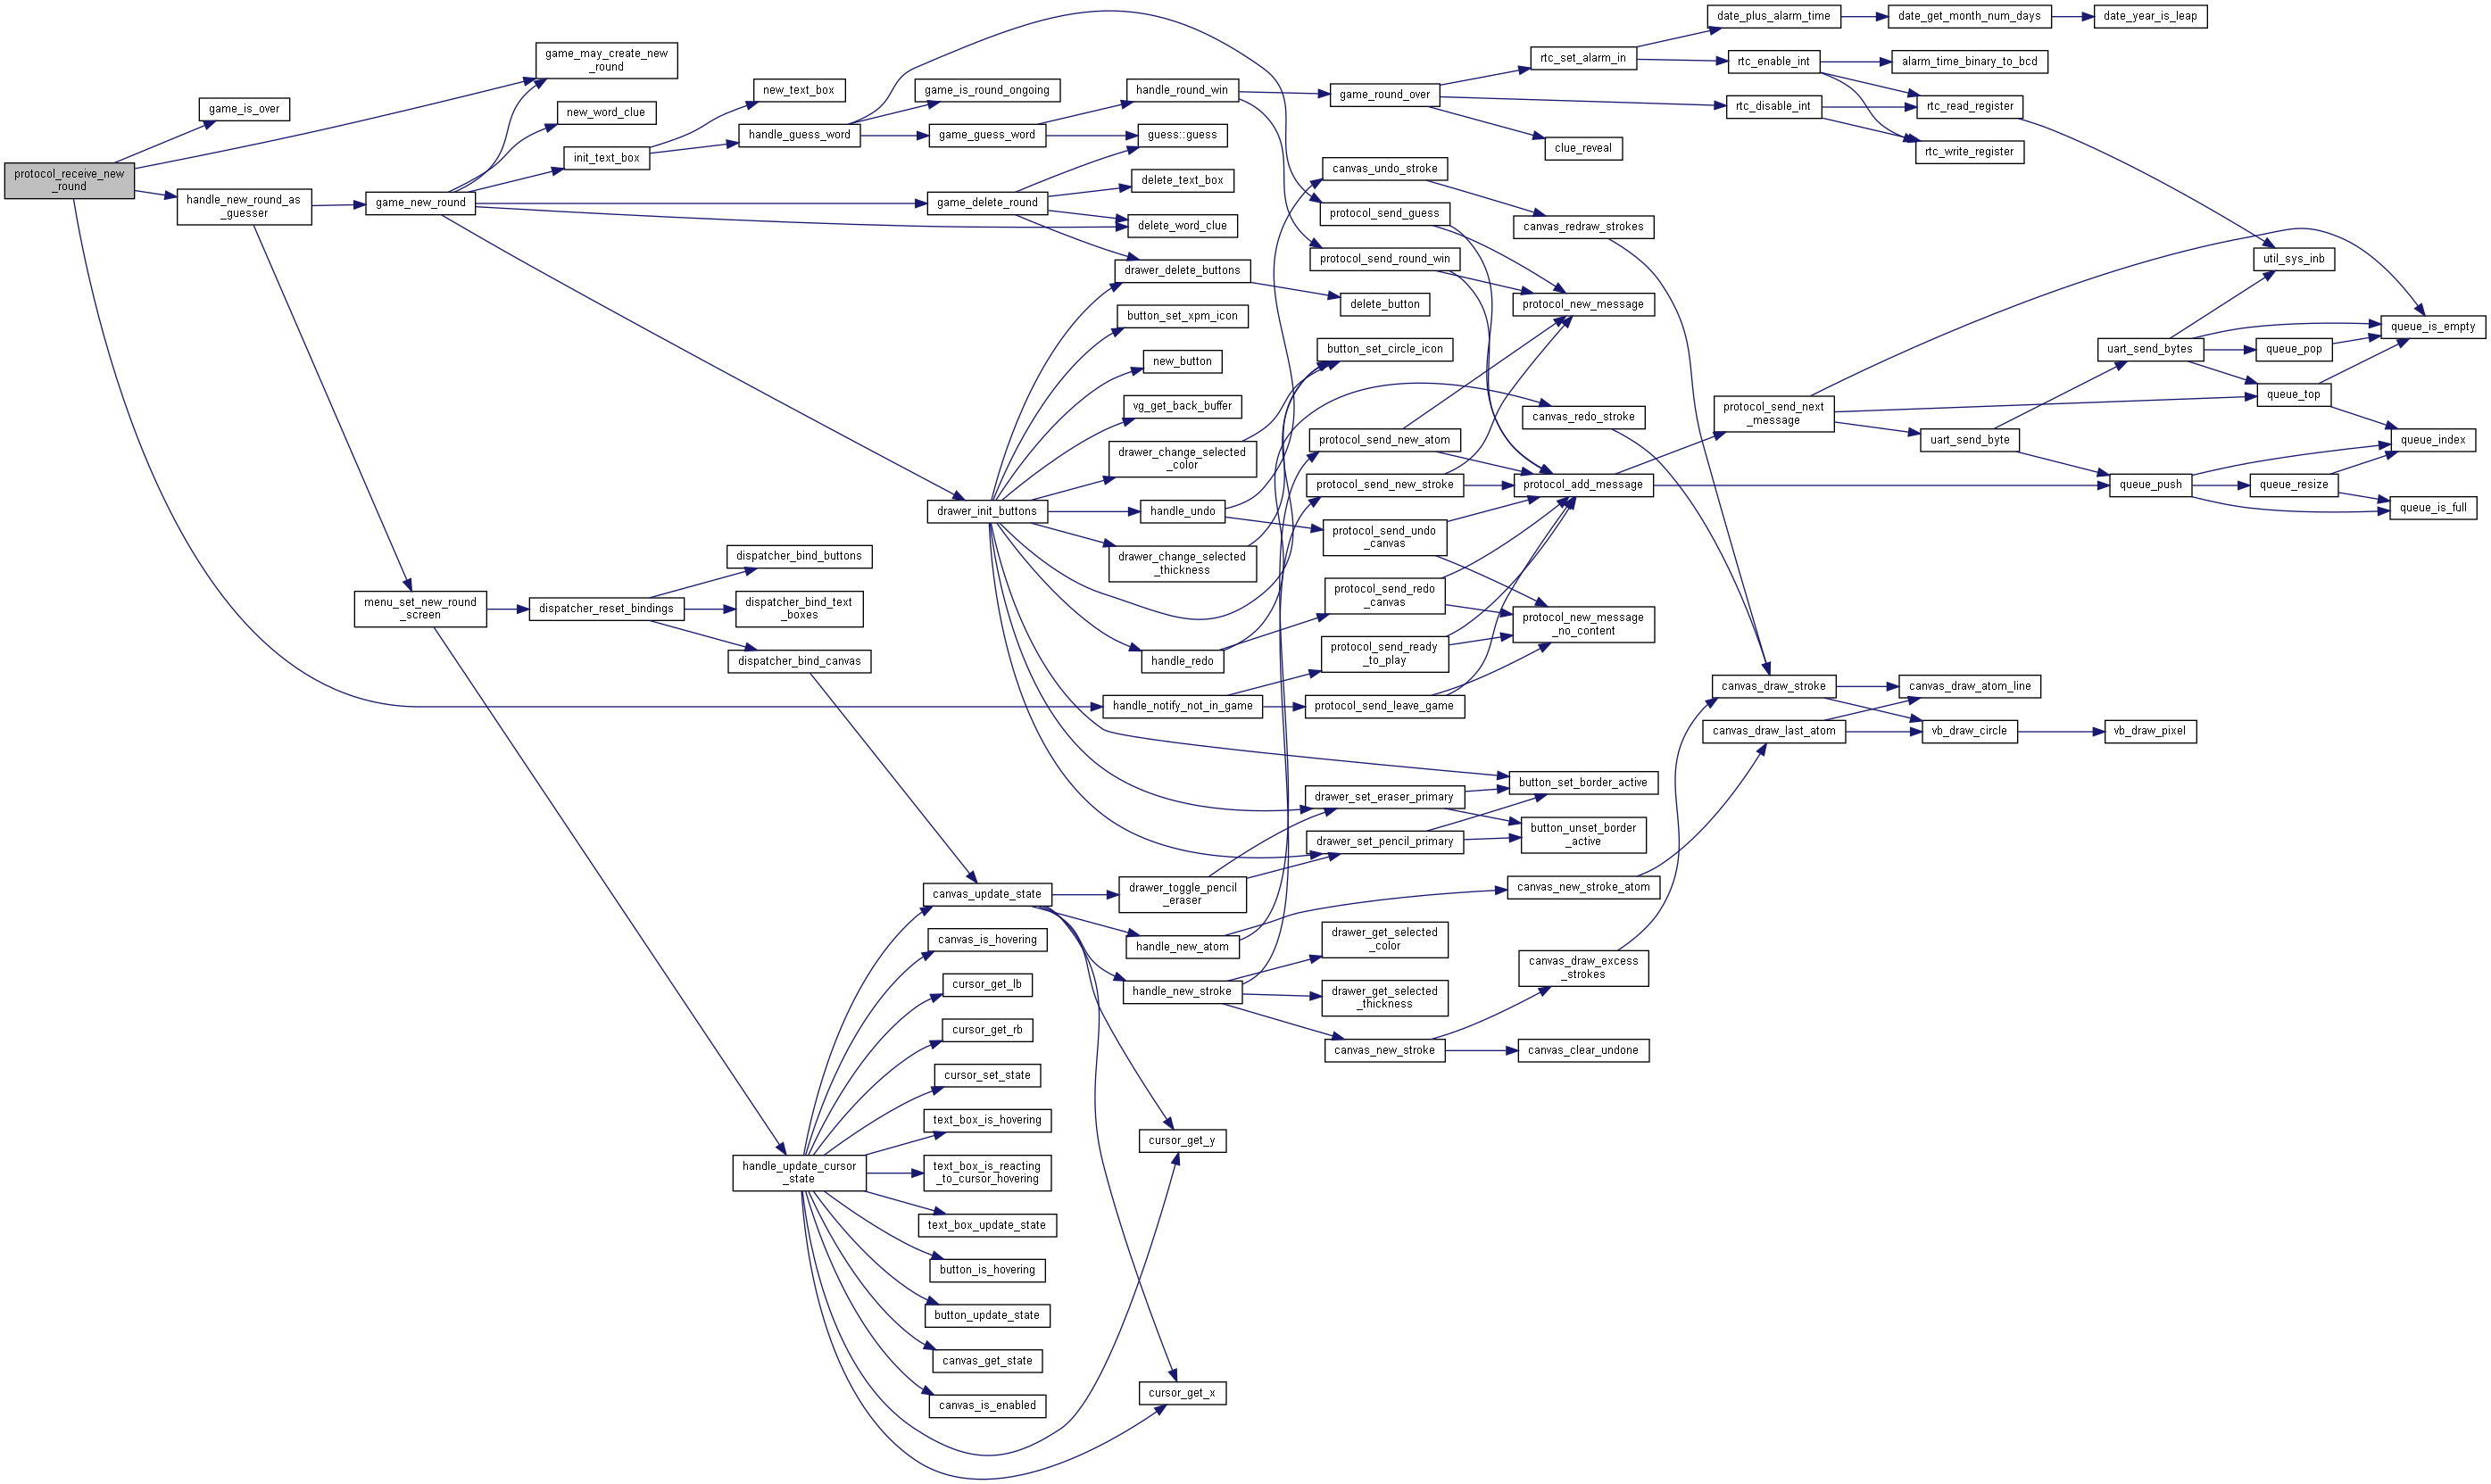 protocol_receive_new
_round
game_is_over
handle_new_round_as
_guesser
game_may_create_new
_round
new_word_clue
init_text_box
game_new_round
menu_set_new_round
_screen
new_text_box
handle_guess_word
dispatcher_reset_bindings
dispatcher_bind_buttons
dispatcher_bind_text
_boxes
dispatcher_bind_canvas
handle_update_cursor
_state
game_is_round_ongoing
game_guess_word
game_delete_round
drawer_init_buttons
canvas_update_state
canvas_is_hovering
cursor_get_lb
cursor_get_rb
cursor_set_state
text_box_is_hovering
text_box_is_reacting
_to_cursor_hovering
text_box_update_state
button_is_hovering
button_update_state
canvas_get_state
canvas_is_enabled
handle_round_win
guess::guess
delete_text_box
delete_word_clue
drawer_delete_buttons
button_set_xpm_icon
new_button
vg_get_back_buffer
drawer_change_selected
_color
handle_undo
drawer_change_selected
_thickness
handle_redo
handle_notify_not_in_game
drawer_toggle_pencil
_eraser
handle_new_atom
handle_new_stroke
cursor_get_y
cursor_get_x
game_round_over
canvas_undo_stroke
protocol_send_guess
protocol_send_round_win
delete_button
button_set_circle_icon
protocol_send_new_atom
protocol_send_new_stroke
protocol_send_undo
_canvas
protocol_send_redo
_canvas
protocol_send_ready
_to_play
protocol_send_leave_game
drawer_set_eraser_primary
drawer_set_pencil_primary
drawer_get_selected
_color
drawer_get_selected
_thickness
canvas_new_stroke
rtc_set_alarm_in
clue_reveal
canvas_redraw_strokes
protocol_new_message
canvas_redo_stroke
protocol_add_message
protocol_new_message
_no_content
button_set_border_active
button_unset_border
_active
canvas_new_stroke_atom
canvas_draw_excess
_strokes
canvas_clear_undone
date_plus_alarm_time
rtc_enable_int
rtc_disable_int
protocol_send_next
_message
canvas_draw_stroke
canvas_draw_last_atom
date_get_month_num_days
alarm_time_binary_to_bcd
rtc_read_register
rtc_write_register
uart_send_byte
canvas_draw_atom_line
vb_draw_circle
date_year_is_leap
uart_send_bytes
queue_push
vb_draw_pixel
util_sys_inb
queue_pop
queue_top
queue_resize
queue_is_empty
queue_index
queue_is_full